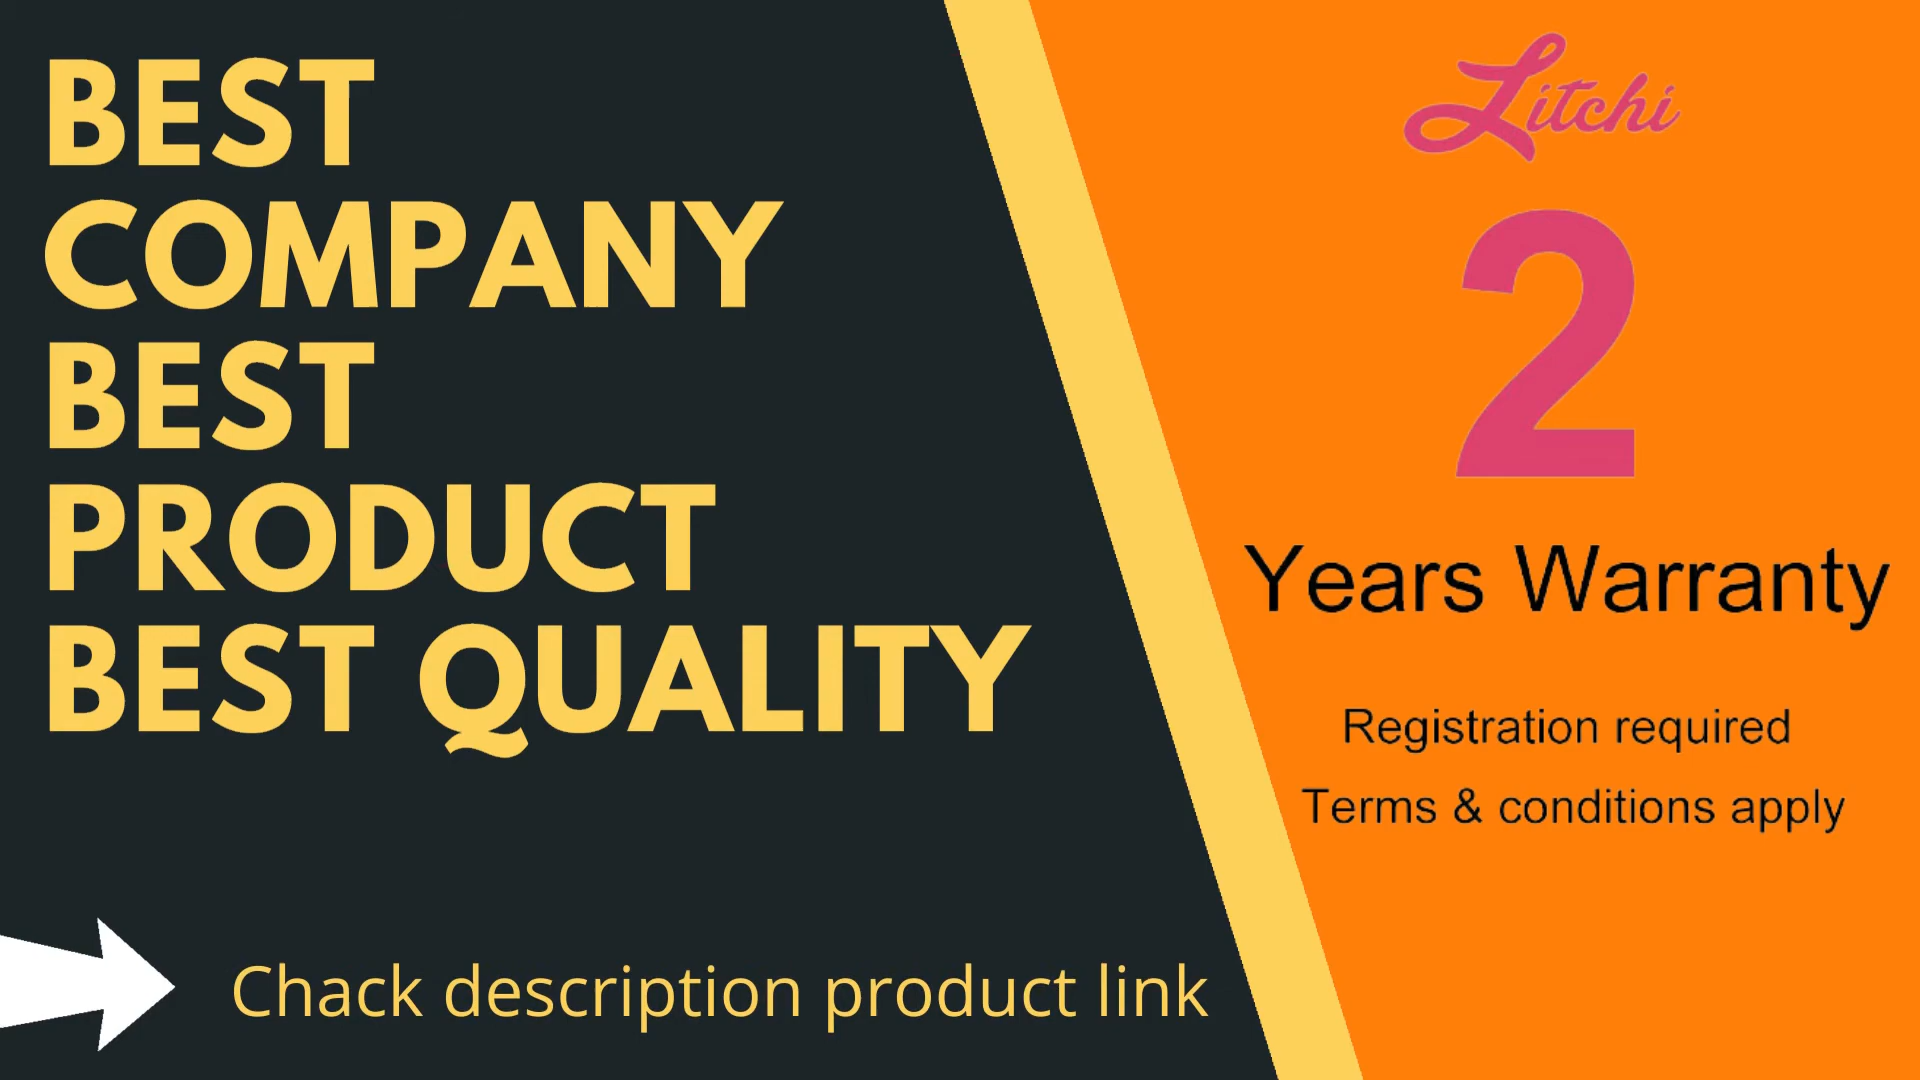 BEST
COMPANY
BEST
PRODUCT
BEST QUALITY
Chack description product link
Litchi
2
Years Warranty
Registration required
Terms & conditions apply